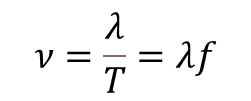 ν = λ/T = λf